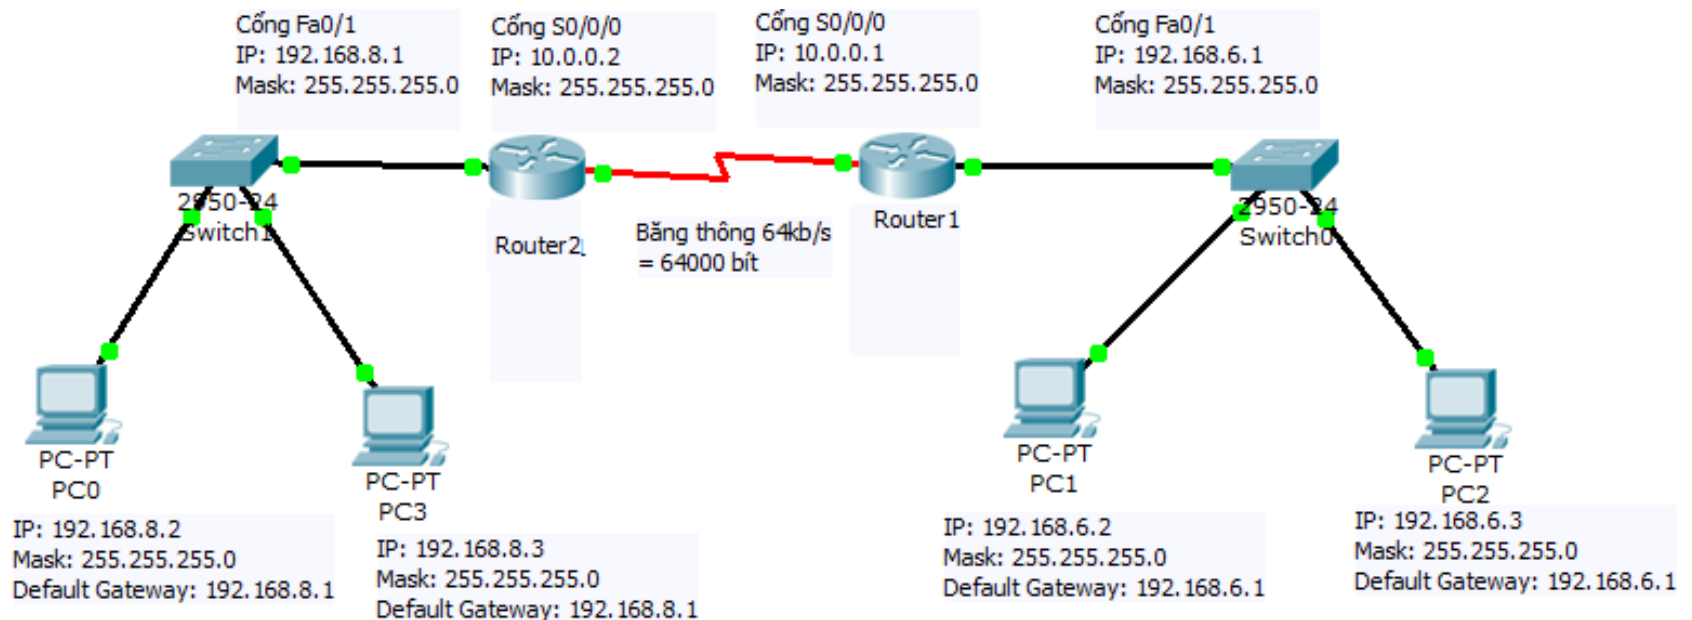 Cổng Fa0/1
IP: 192.168.8.1
Mask: 255.255.255.0
Cổng S0/0/0
IP: 10.0.0.2
Mask: 255.255.255.0
Cổng S0/0/0
IP: 10.0.0.1
Mask: 255.255.255.0
Cổng Fa0/1
IP: 192.168.6.1
Mask: 255.255.255.0
2950-24
Switch1
Router2
Băng thông 64kb/s
= 64000 bít
Router1
2950-24
Switch0
PC-PT
PC0
IP: 192.168.8.2
Mask: 255.255.255.0
Default Gateway: 192.168.8.1
PC-PT
PC3
IP: 192.168.8.3
Mask: 255.255.255.0
Default Gateway: 192.168.8.1
PC-PT
PC1
IP: 192.168.6.2
Mask: 255.255.255.0
Default Gateway: 192.168.6.1
PC-PT
PC2
IP: 192.168.6.3
Mask: 255.255.255.0
Default Gateway: 192.168.6.1